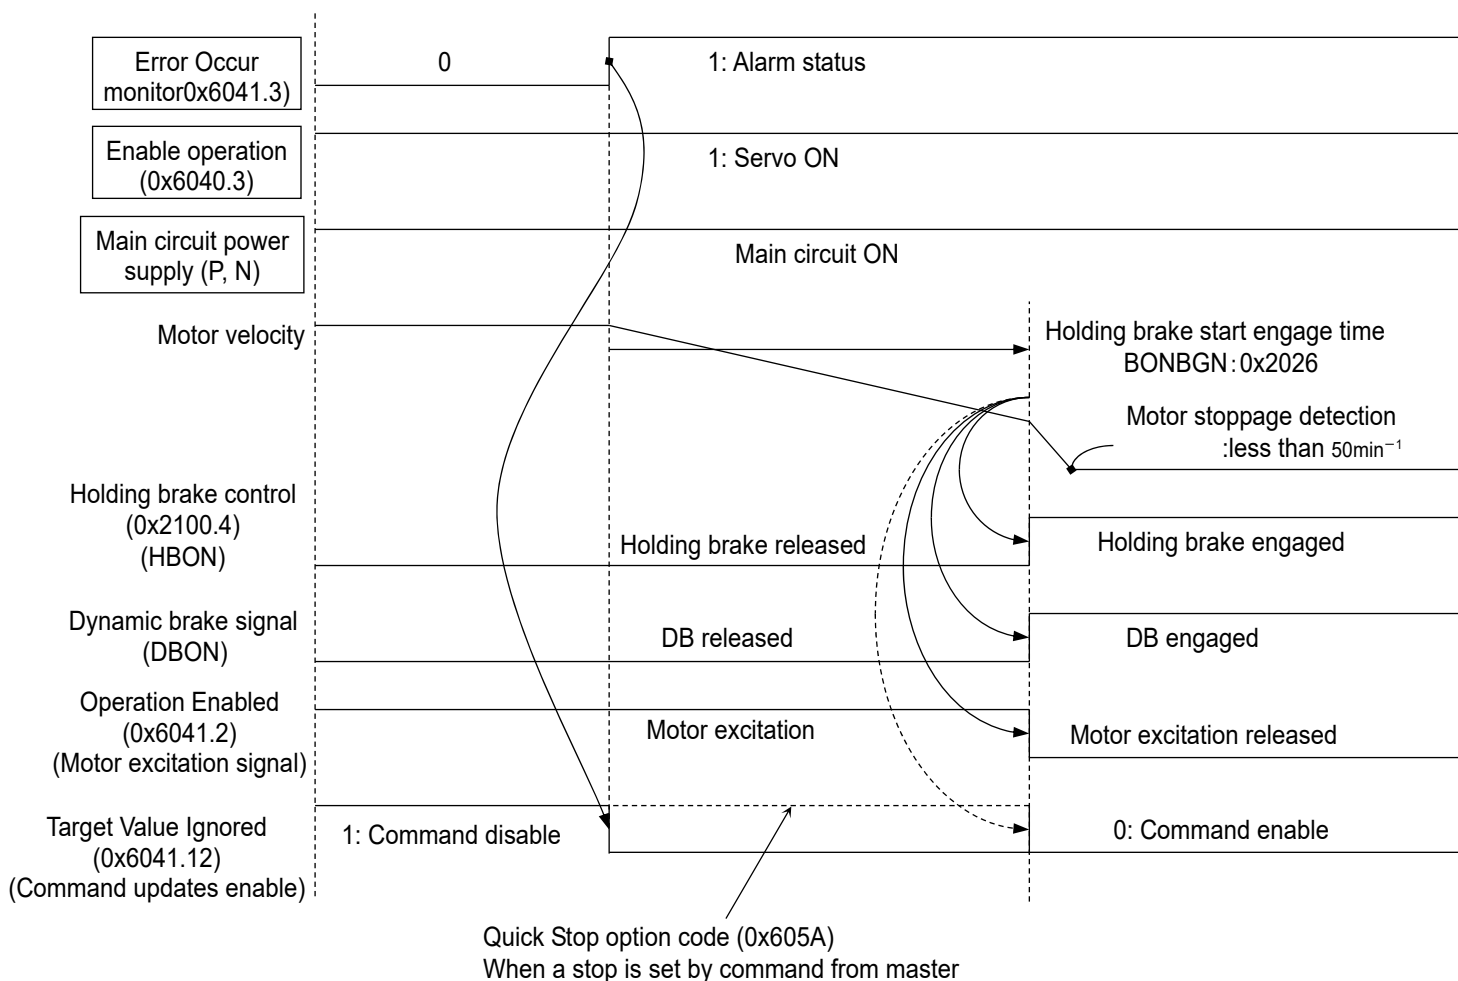 Error Occur
monitor0x6041.3)
0
1: Alarm status
Enable operation
(0x6040.3)
1: Servo ON
Main circuit power
supply (P, N)
Main circuit ON
Motor velocity
Holding brake start engage time
BONBGN:0x2026
Motor stoppage detection
:less than 50min⁻¹
Holding brake control
(0x2100.4)
(HBON)
Holding brake released
Holding brake engaged
Dynamic brake signal
(DBON)
DB released
DB engaged
Operation Enabled
(0x6041.2)
(Motor excitation signal)
Motor excitation
Motor excitation released
Target Value Ignored
(0x6041.12)
(Command updates enable)
1: Command disable
0: Command enable
Quick Stop option code (0x605A)
When a stop is set by command from master